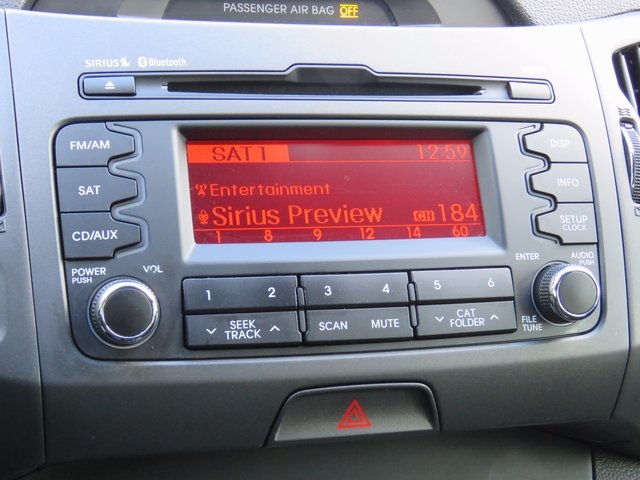 PASSENGER AIR BAG OFF
SIRIUS Bluetooth
FM/AM
SAT
CD/AUX
SAT1 12:59
Entertainment
Sirius Preview CH 184
1 8 9 12 14 60
DISP
INFO
SETUP
CLOCK
POWER
PUSH
VOL
1 2 3 4 5 6
SEEK
TRACK
SCAN MUTE
CAT
FOLDER
ENTER
AUDIO
PUSH
FILE
TUNE